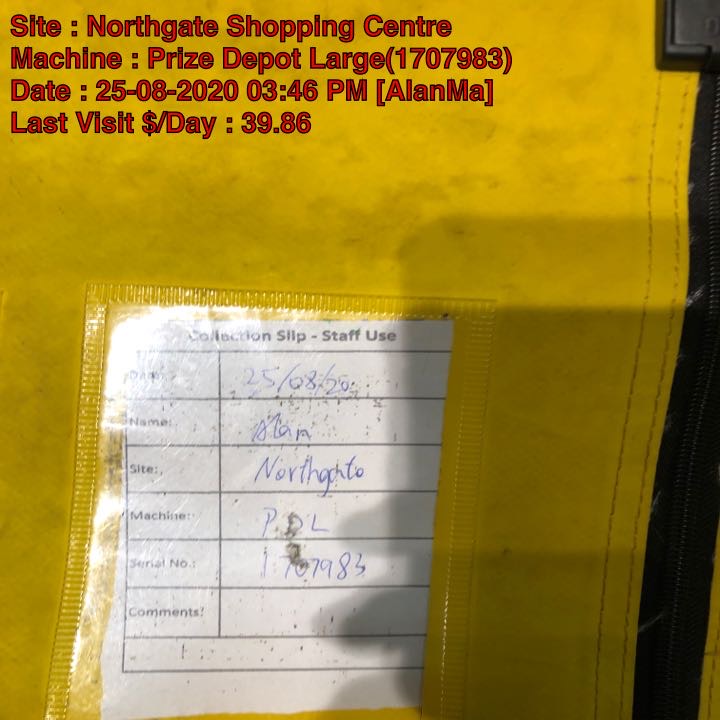 Site : Northgate Shopping Centre
Machine : Prize Depot Large(1707983)
Date : 25-08-2020 03:46 PM [AlanMa]
Last Visit $/Day : 39.86
Collection Slip - Staff Use
Date: 25/08/20
Name: Alan
Site: Northgate
Machine: PDL
Serial No.: 1707983
Comments: